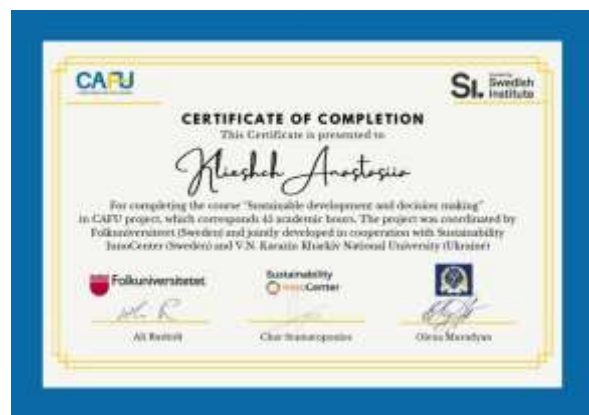 CAFU
SI. Swedish
Institute
CERTIFICATE OF COMPLETION
This Certificate is presented to
Klieshch Anastasiia
For completing the course "Sustainable development and decision making"
in CAFU project, which corresponds 45 academic hours. The project was coordinated by
Folkuniversitetet (Sweden) and jointly developed in cooperation with Sustainability
InnoCenter (Sweden) and V.N. Karazin Kharkiv National University (Ukraine)
Folkuniversitetet
Sustainability
InnoCenter
Ali Rashidi
Olena Muradyan